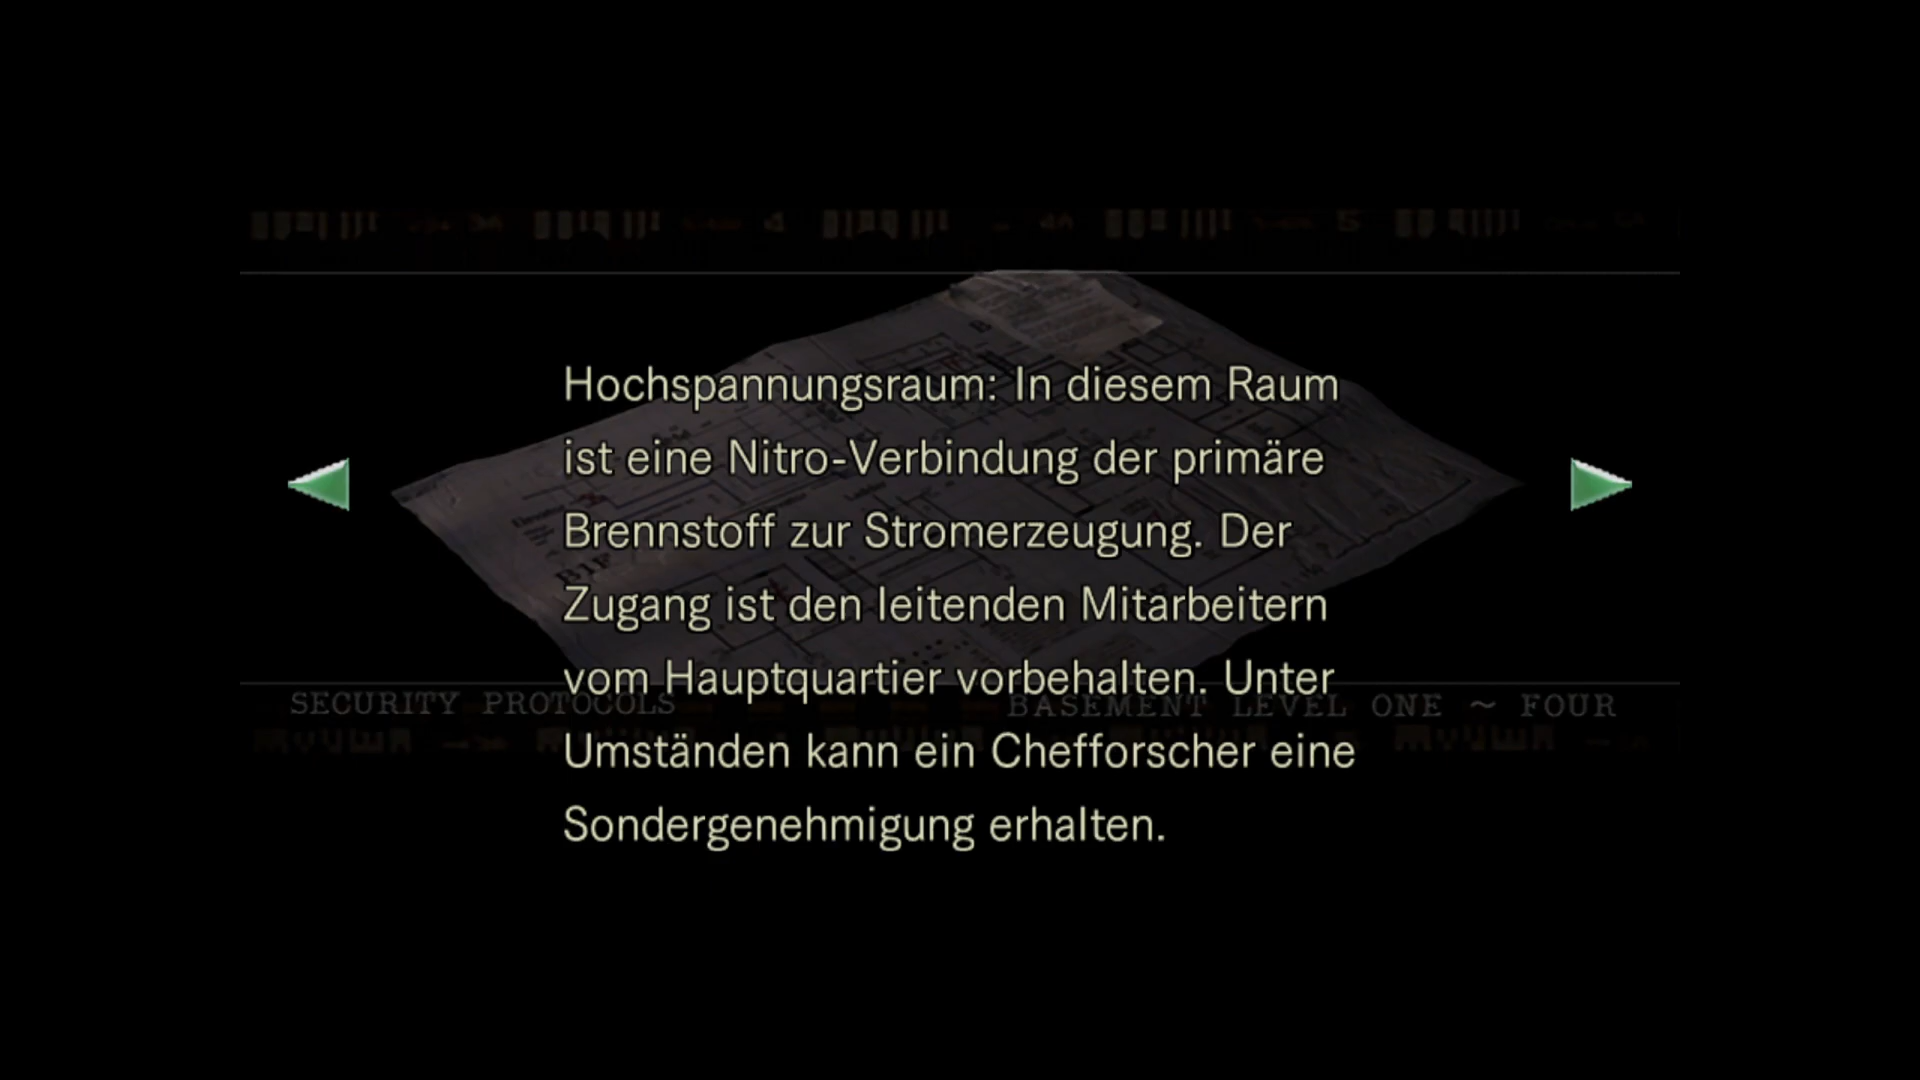 Hochspannungsraum: In diesem Raum
ist eine Nitro-Verbindung der primäre
Brennstoff zur Stromerzeugung. Der
Zugang ist den leitenden Mitarbeitern
vom Hauptquartier vorbehalten. Unter
SECURITY PROTOCOLS BASEMENT LEVEL ONE ~ FOUR
Umständen kann ein Chefforscher eine
Sondergenehmigung erhalten.